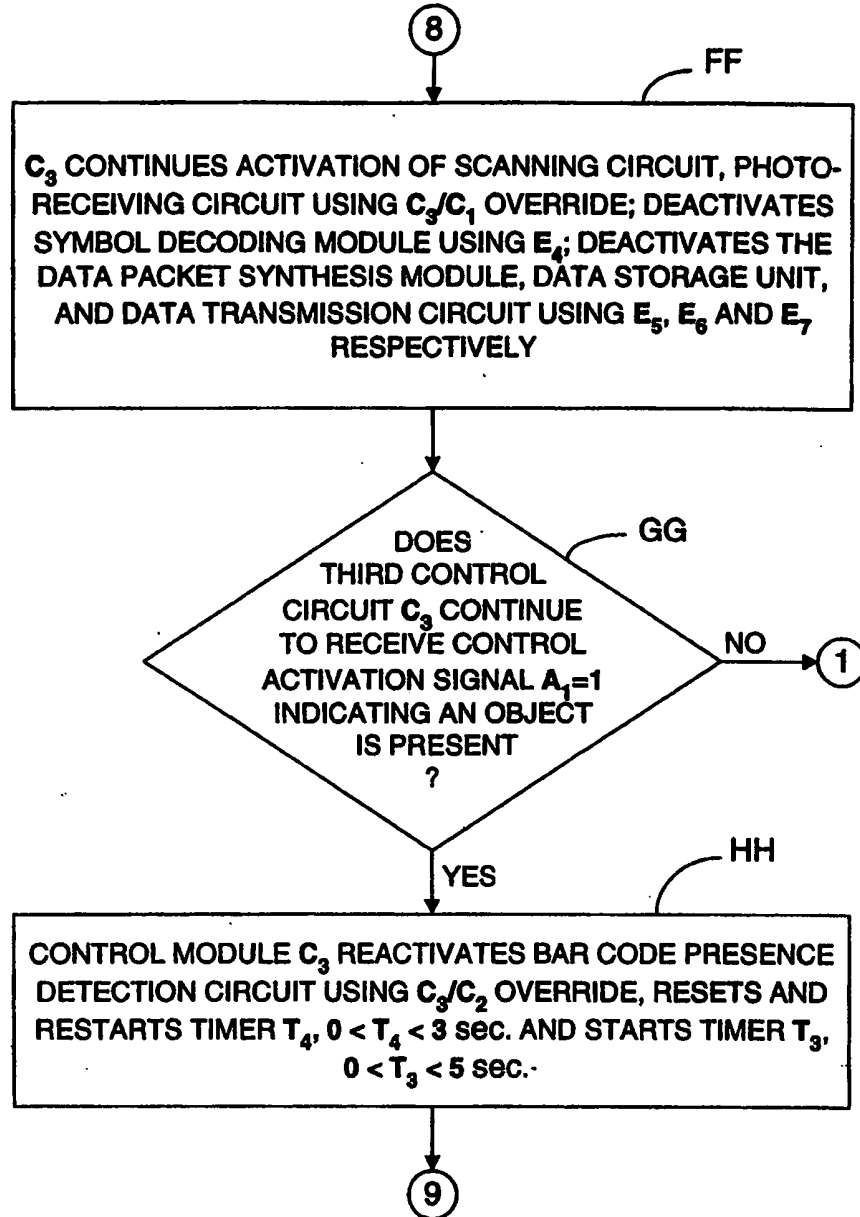 8
FF
C₃ CONTINUES ACTIVATION OF SCANNING CIRCUIT, PHOTO-
RECEIVING CIRCUIT USING C₃/C₁ OVERRIDE; DEACTIVATES
SYMBOL DECODING MODULE USING E₄; DEACTIVATES THE
DATA PACKET SYNTHESIS MODULE, DATA STORAGE UNIT,
AND DATA TRANSMISSION CIRCUIT USING E₅, E₆ AND E₇
RESPECTIVELY
GG
DOES
THIRD CONTROL
CIRCUIT C₃ CONTINUE
TO RECEIVE CONTROL
ACTIVATION SIGNAL A₁=1
INDICATING AN OBJECT
IS PRESENT
?
NO
1
YES
HH
CONTROL MODULE C₃ REACTIVATES BAR CODE PRESENCE
DETECTION CIRCUIT USING C₃/C₂ OVERRIDE, RESETS AND
RESTARTS TIMER T₄, 0 < T₄ < 3 sec. AND STARTS TIMER T₃,
0 < T₃ < 5 sec.
9